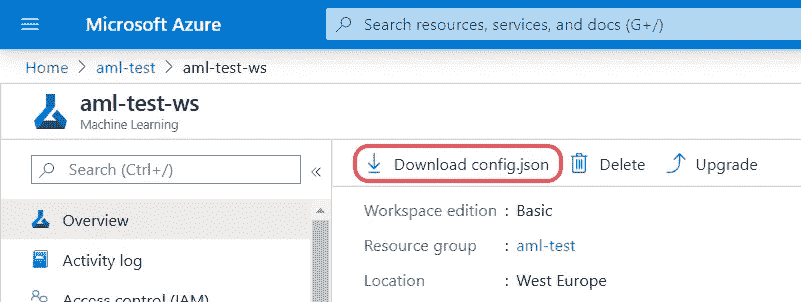 Microsoft Azure
Search resources, services, and docs (G+/)
Home > aml-test > aml-test-ws
aml-test-ws
Machine Learning
Search (Ctrl+/)
«
Download config.json
Delete
Upgrade
Overview
Activity log
Access control (IAM)
Workspace edition : Basic
Resource group : aml-test
Location : West Europe